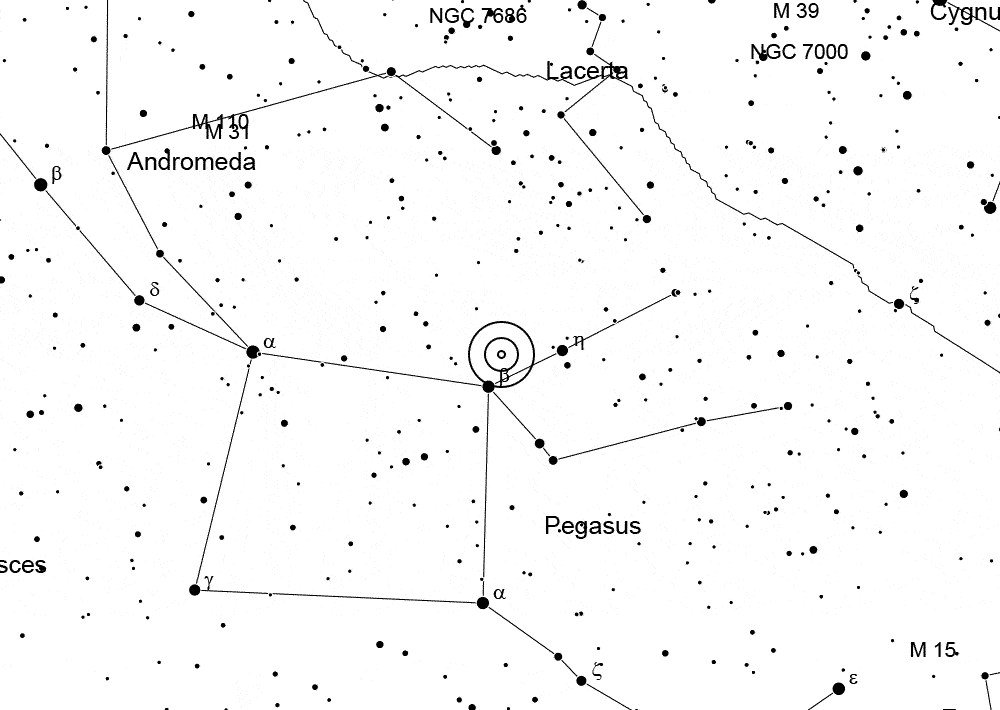 NGC 7686
M 39
Cygnu
NGC 7000
Lacerta
M 110
M 31
Andromeda
β
δ
ζ
α
η
β
Pegasus
sces
γ
α
M 15
ζ
ε